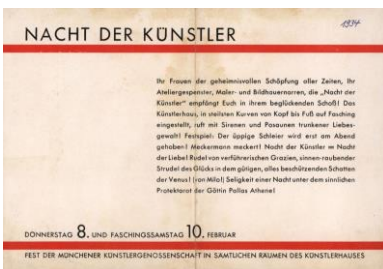 NACHT DER KÜNSTLER
1934
Ihr Frauen der geheimnisvollen Schöpfung aller Zeiten, Ihr
Ateliergespenster, Maler- und Bildhauernarren, die „Nacht der
Künstler" empfängt Euch in ihrem beglückenden Schoß! Das
Künstlerhaus, in steilsten Kurven von Kopf bis Fuß auf Fasching
eingestellt, ruft mit Sirenen und Posaunen trunkener Liebes-
gewalt! Festspiel: Der üppige Schleier wird erst am Abend
gehoben! Meckermann meckert! Nacht der Künstler = Nacht
der Liebe! Rudel von verführerischen Grazien, sinnen-raubender
Strudel des Glücks in dem gütigen, alles beschützenden Schatten
der Venus! (von Milo!) Seligkeit einer Nacht unter dem sinnlichen
Protektorat der Göttin Pallas Athene!
DONNERSTAG 8. UND FASCHINGSSAMSTAG 10. FEBRUAR
FEST DER MÜNCHENER KÜNSTLERGENOSSENSCHAFT IN SÄMTLICHEN RÄUMEN DES KÜNSTLERHAUSES